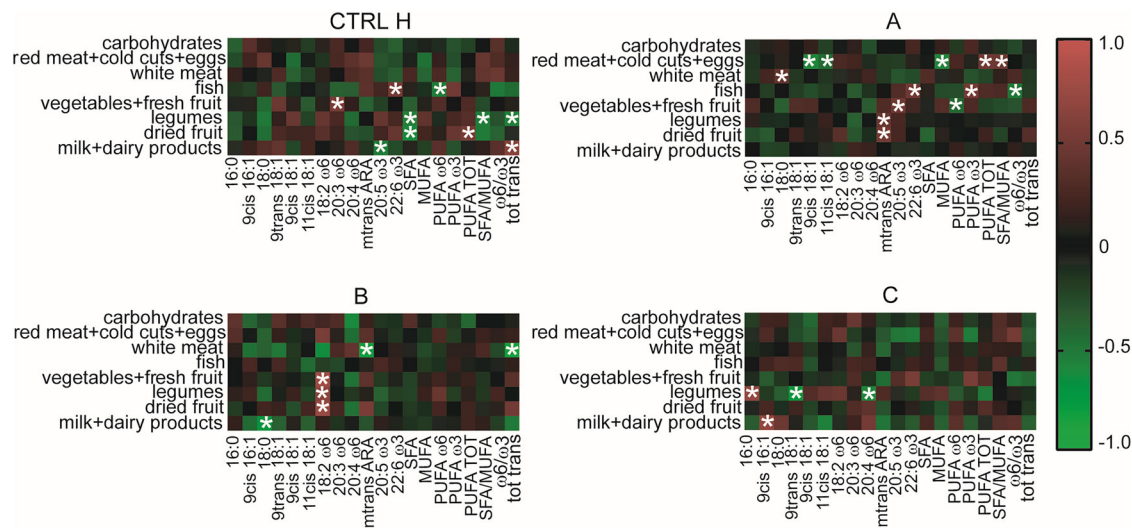 CTRL H
carbohydrates
red meat+cold cuts+eggs
white meat
fish
vegetables+fresh fruit
legumes
dried fruit
milk+dairy products
16:0
9cis 16:1
18:0
9trans 18:1
9cis 18:1
11cis 18:1
18:2 ω6
20:3 ω6
20:4 ω6
mtrans ARA
20:5 ω3
22:6 ω3
SFA
MUFA
PUFA ω6
PUFA ω3
PUFA TOT
SFA/MUFA
ω6/ω3
tot trans
A
carbohydrates
red meat+cold cuts+eggs
white meat
fish
vegetables+fresh fruit
legumes
dried fruit
milk+dairy products
16:0
9cis 16:1
18:0
9trans 18:1
9cis 18:1
11cis 18:1
18:2 ω6
20:3 ω6
20:4 ω6
mtrans ARA
20:5 ω3
22:6 ω3
SFA
MUFA
PUFA ω6
PUFA ω3
PUFA TOT
SFA/MUFA
ω6/ω3
tot trans
B
carbohydrates
red meat+cold cuts+eggs
white meat
fish
vegetables+fresh fruit
legumes
dried fruit
milk+dairy products
16:0
9cis 16:1
18:0
9trans 18:1
9cis 18:1
11cis 18:1
18:2 ω6
20:3 ω6
20:4 ω6
mtrans ARA
20:5 ω3
22:6 ω3
SFA
MUFA
PUFA ω6
PUFA ω3
PUFA TOT
SFA/MUFA
ω6/ω3
tot trans
C
carbohydrates
red meat+cold cuts+eggs
white meat
fish
vegetables+fresh fruit
legumes
dried fruit
milk+dairy products
16:0
9cis 16:1
18:0
9trans 18:1
9cis 18:1
11cis 18:1
18:2 ω6
20:3 ω6
20:4 ω6
mtrans ARA
20:5 ω3
22:6 ω3
SFA
MUFA
PUFA ω6
PUFA ω3
PUFA TOT
SFA/MUFA
ω6/ω3
tot trans
1.0
0.5
0
-0.5
-1.0